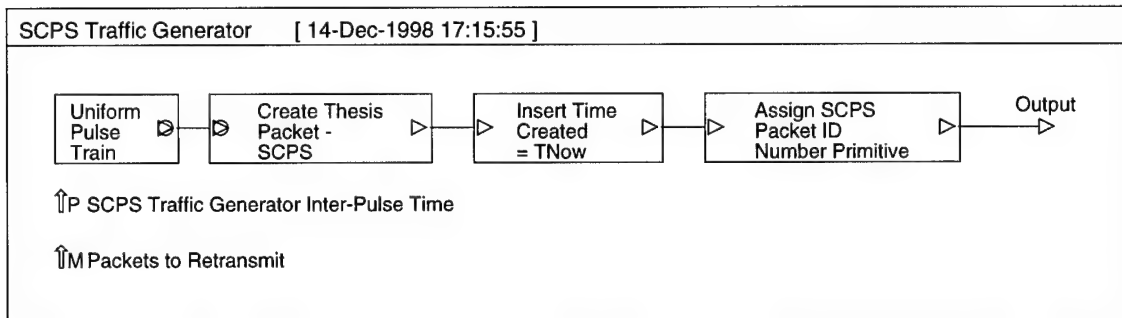 SCPS Traffic Generator [ 14-Dec-1998 17:15:55 ]
Uniform
Pulse
Train
Create Thesis
Packet -
SCPS
Insert Time
Created
= TNow
Assign SCPS
Packet ID
Number Primitive
Output
⇑P SCPS Traffic Generator Inter-Pulse Time
⇑M Packets to Retransmit